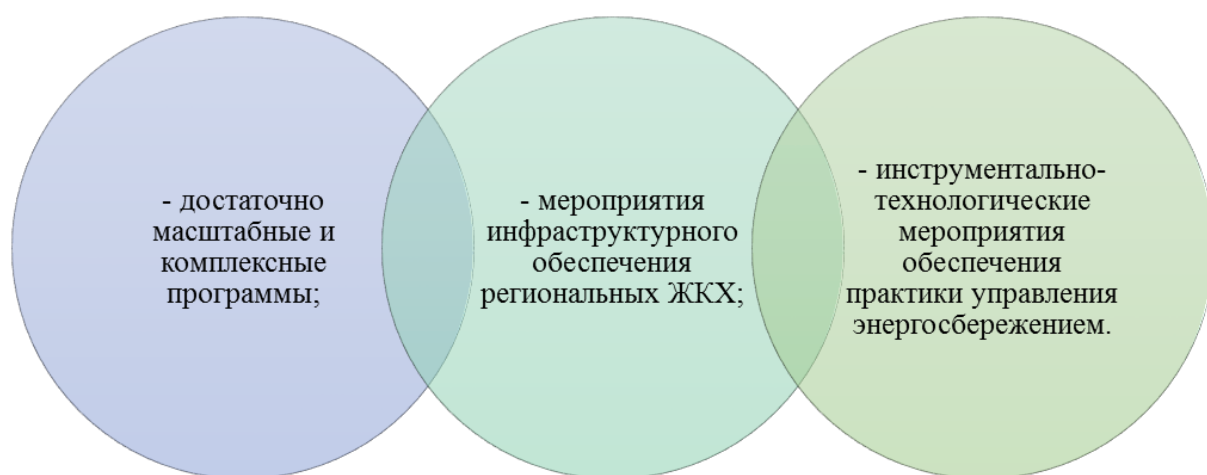 - достаточно
масштабные и
комплексные
программы;
- мероприятия
инфраструктурного
обеспечения
региональных ЖКХ;
- инструментально-
технологические
мероприятия
обеспечения
практики управления
энергосбережением.